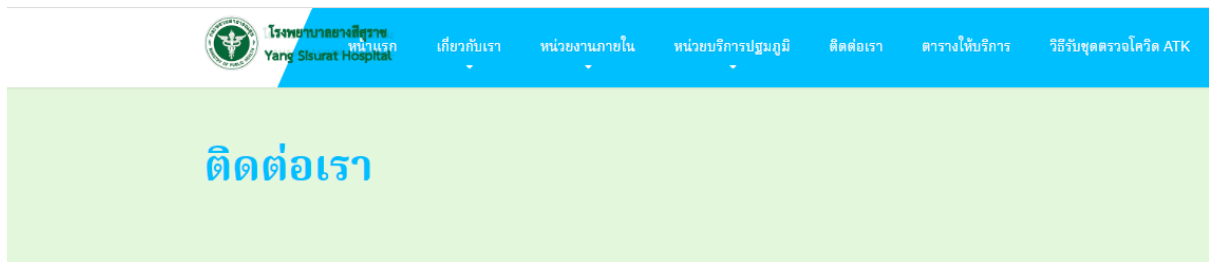 โรงพยาบาลยางสีสุราช
Yang Sisurat Hospital
หน้าแรก
เกี่ยวกับเรา
หน่วยงานภายใน
หน่วยบริการปฐมภูมิ
ติดต่อเรา
ตารางให้บริการ
วิธีรับชุดตรวจโควิด ATK
ติดต่อเรา